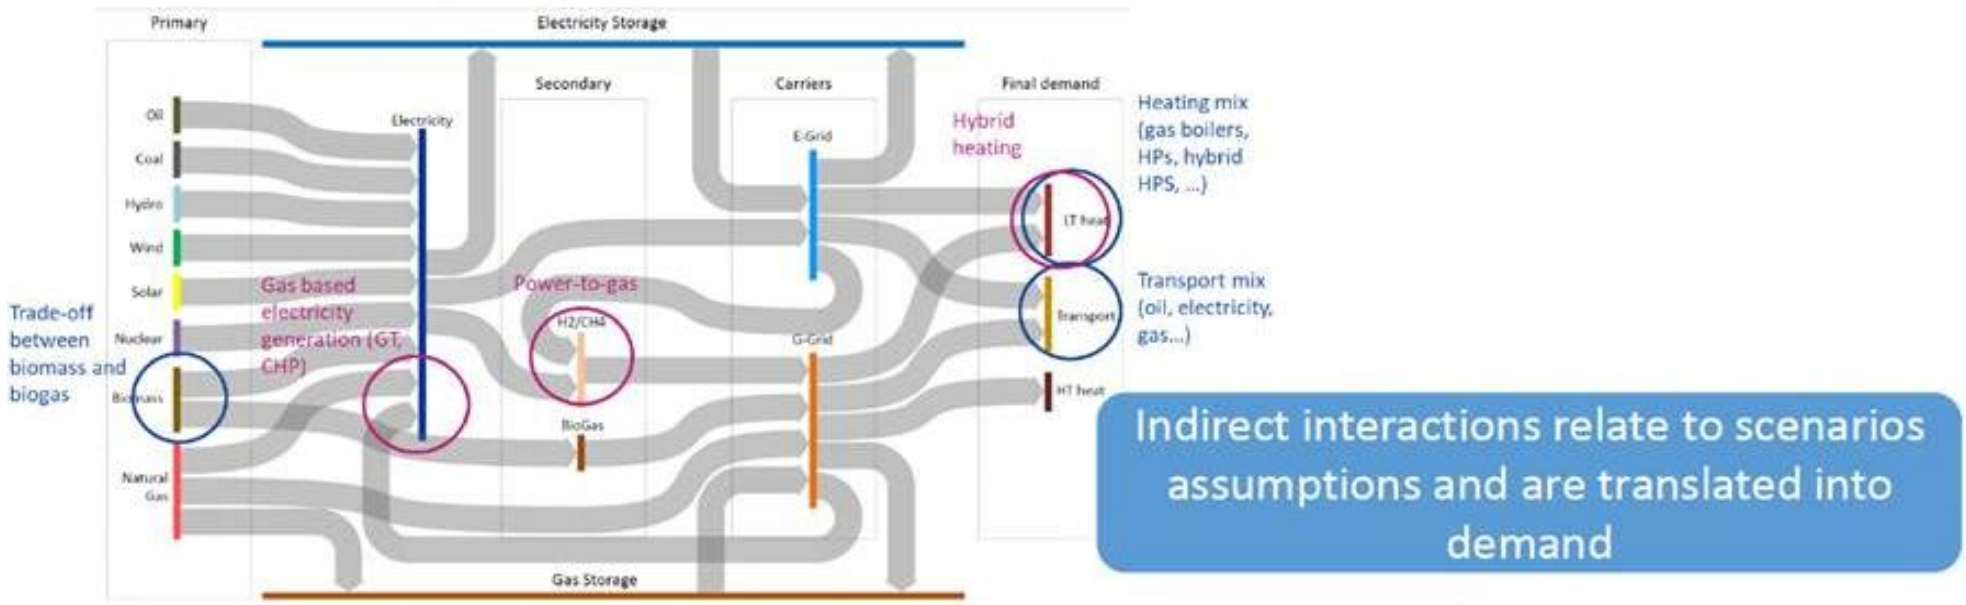 Primary
Electricity Storage
Secondary
Carriers
Final demand
Oil
Coal
Hydro
Wind
Solar
Nuclear
Biomass
Natural
Gas
Electricity
E-Grid
H2/CH4
G-Grid
BioGas
LT heat
Transport
HT heat
Gas Storage
Trade-off
between
biomass and
biogas
Gas based
electricity
generation (GT,
CHP)
Power-to-gas
Hybrid
heating
Heating mix
(gas boilers,
HPs, hybrid
HPS, ...)
Transport mix
(oil, electricity,
gas...)
Indirect interactions relate to scenarios
assumptions and are translated into
demand